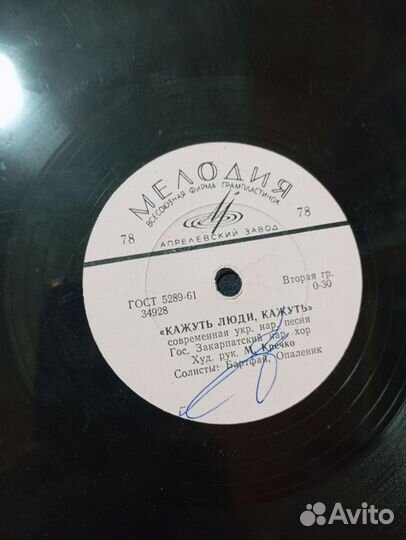 МЕЛОДИЯ
ВСЕСОЮЗНАЯ ФИРМА ГРАМПЛАСТИНОК
78 78
АПРЕЛЕВСКИЙ ЗАВОД
ГОСТ 5289-61 Вторая гр.
34928 0-30
«КАЖУТЬ ЛЮДИ, КАЖУТЬ»
современная укр. нар. песня
Гос. Закарпатский нар. хор
Худ. рук. М. Кречко
Солисты: Бартфай, Опаленик
Avito